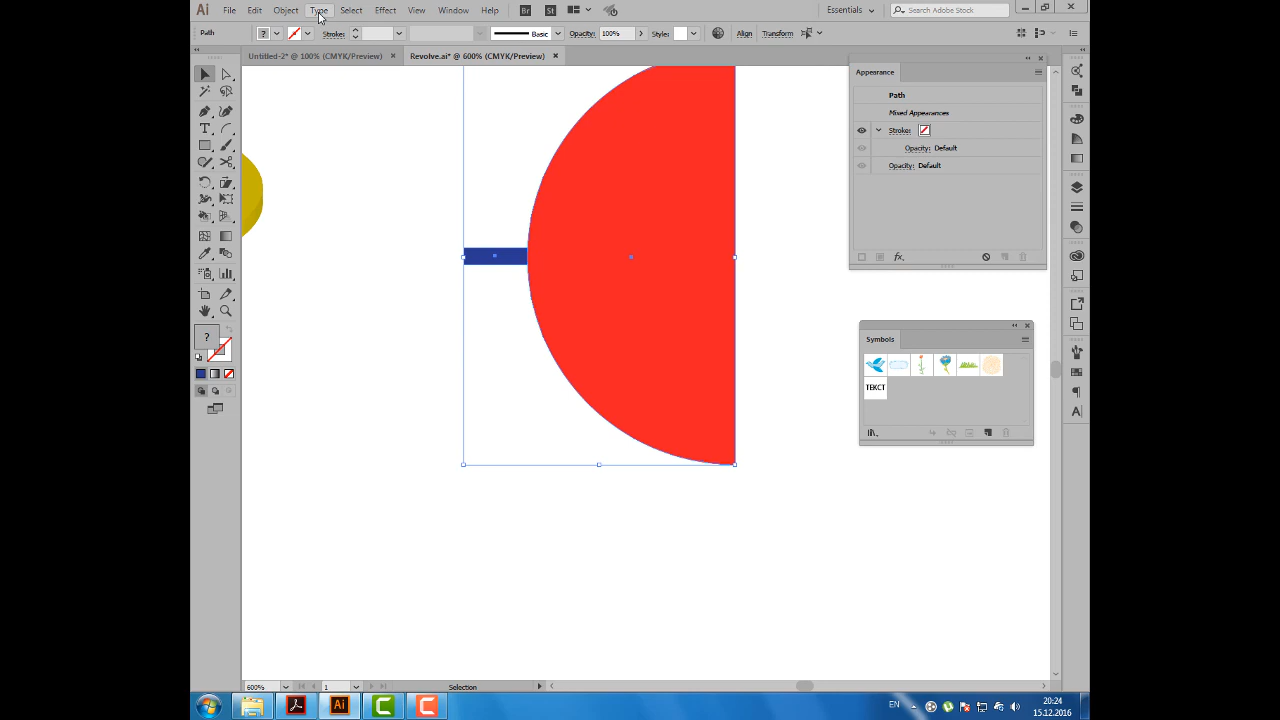 Ai File Edit Object Type Select Effect View Window Help Br St Essentials Search Adobe Stock
Path ? Stroke: Basic Opacity: 100% Style: Align Transform
Untitled-2* @ 100% (CMYK/Preview) Revolve.ai* @ 600% (CMYK/Preview)
Appearance
Path
Mixed Appearances
Stroke:
Opacity: Default
Opacity: Default
fx
?
Symbols
ТЕКСТ
600% 1 Selection
Ai EN 20:24
15.12.2016